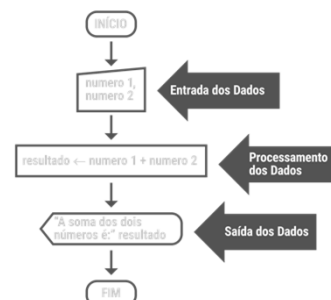 INÍCIO
numero 1,
numero 2
Entrada dos Dados
resultado ← numero 1 + numero 2
Processamento
dos Dados
"A soma dos dois
números é:" resultado
Saída dos Dados
FIM